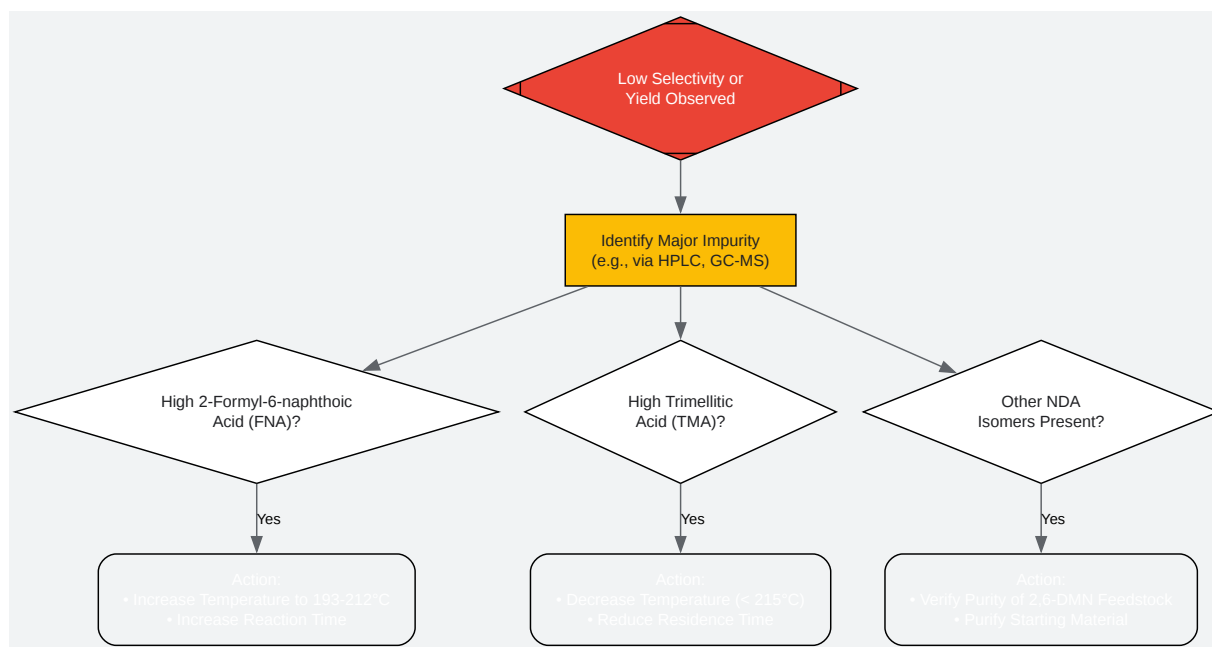 Low Selectivity or
Yield Observed
Identify Major Impurity
(e.g., via HPLC, GC-MS)
High 2-Formyl-6-naphthoic
Acid (FNA)?
High Trimellitic
Acid (TMA)?
Other NDA
Isomers Present?
Yes
Yes
Yes
Action:
• Increase Temperature to 193-212°C
• Increase Reaction Time
Action:
• Decrease Temperature (< 215°C)
• Reduce Residence Time
Action:
• Verify Purity of 2,6-DMN Feedstock
• Purify Starting Material